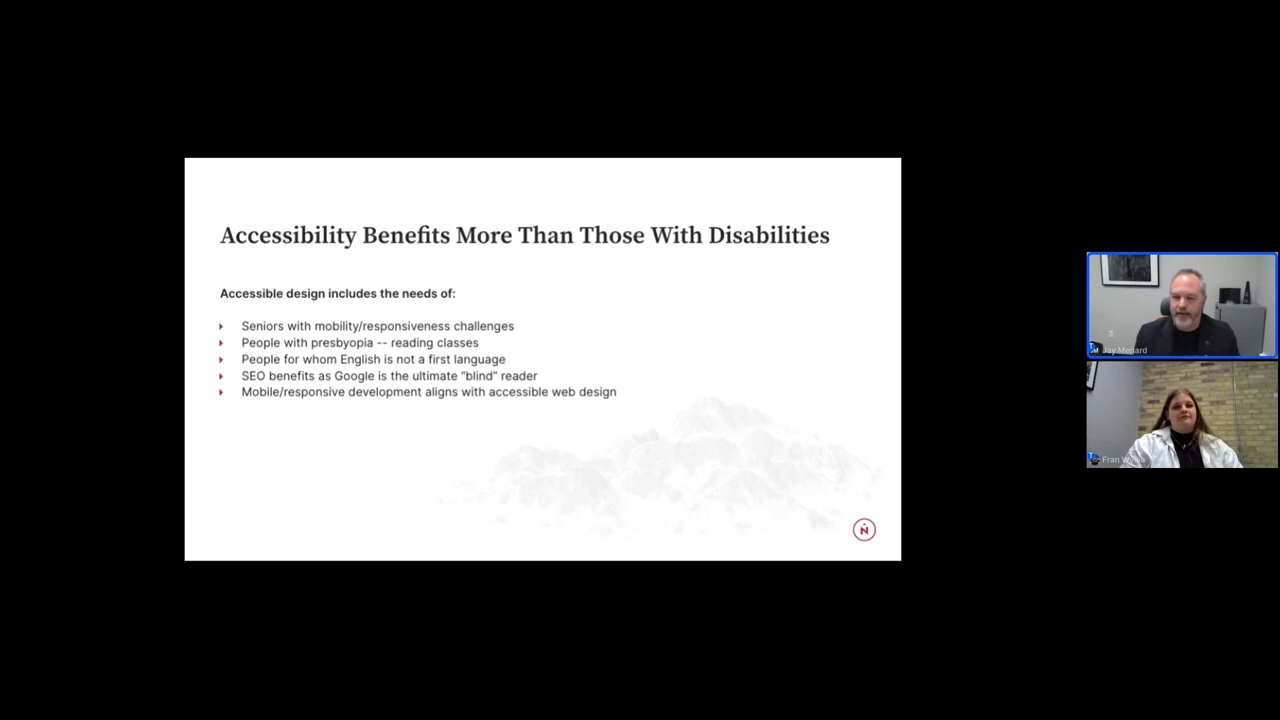 Accessibility Benefits More Than Those With Disabilities
Accessible design includes the needs of:
Seniors with mobility/responsiveness challenges
People with presbyopia -- reading classes
People for whom English is not a first language
SEO benefits as Google is the ultimate "blind" reader
Mobile/responsive development aligns with accessible web design
N
Jay Menard
Fran